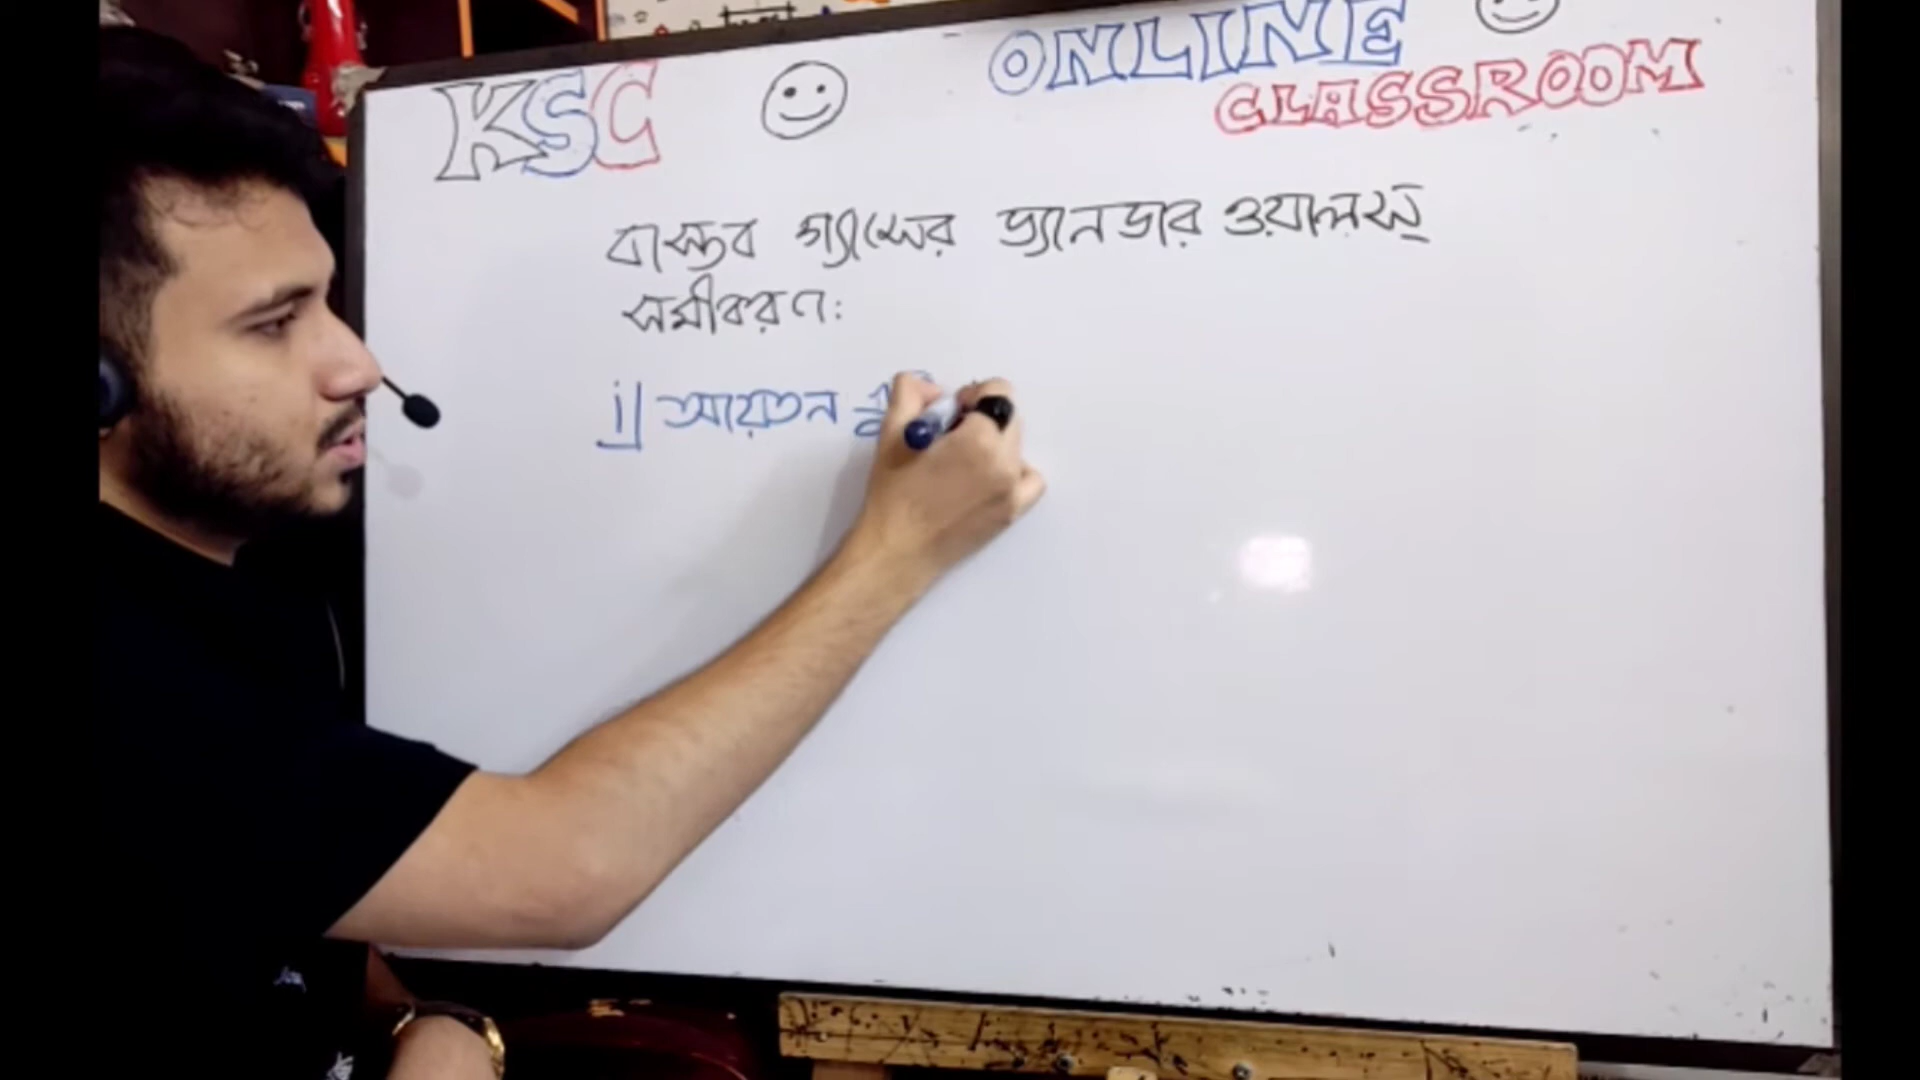 KSC
ONLINE
CLASSROOM
বাস্তব গ্যাসের ভ্যানডার ওয়ালস্
সমীকরণ:
i) আয়তন